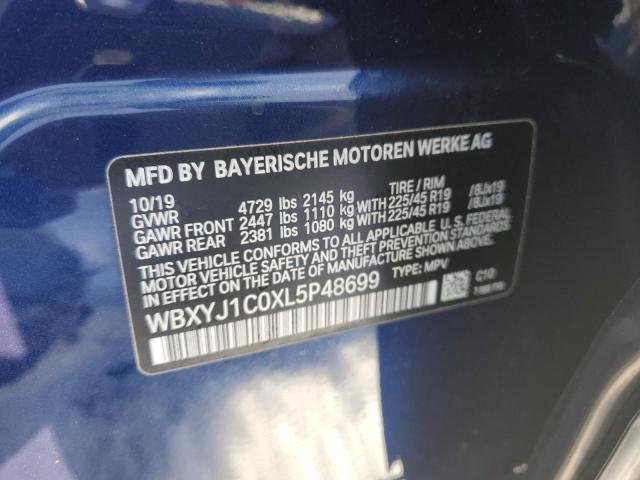 MFD BY BAYERISCHE MOTOREN WERKE AG
10/19 TIRE / RIM
GVWR 4729 lbs 2145 kg
GAWR FRONT 2447 lbs 1110 kg WITH 225/45 R19 /8Jx19
GAWR REAR 2381 lbs 1080 kg WITH 225/45 R19 /8Jx19
THIS VEHICLE CONFORMS TO ALL APPLICABLE U.S. FEDERAL
MOTOR VEHICLE SAFETY, BUMPER, AND THEFT PREVENTION STANDARDS
IN EFFECT ON THE DATE OF MANUFACTURE SHOWN ABOVE.
WBXYJ1C0XL5P48699 TYPE: MPV C10